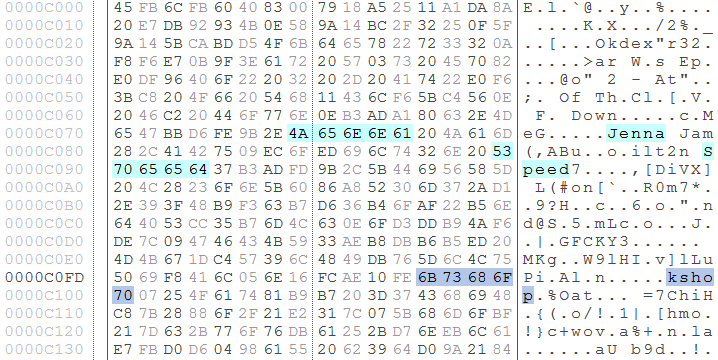 0000C000 45 FB 6C FB 60 40 83 00 79 18 A5 25 11 A1 DA 8A E.l.`@..y..%....
0000C010 20 E7 DB 92 93 4B 0E 58 9A 14 BC 2F 32 25 0F 5F ....K.X.../2%._
0000C020 9A 14 5B CA BD D5 4F 6B 64 65 78 22 72 33 32 0A ..[...Okdex"r32.
0000C030 F8 F6 E7 0B 9F 3E 61 72 20 57 03 73 20 45 70 82 .....>ar W.s Ep.
0000C040 E0 DF 96 40 6F 22 20 32 20 2D 20 41 74 22 E0 F6 ...@o" 2 - At"..
0000C050 3B C8 20 4F 66 20 54 68 11 43 6C F6 5B C4 56 0E ;. Of Th.Cl.[.V.
0000C060 20 46 C2 20 44 6F 77 6E 0E B3 AD A1 80 63 2E 4D F. Down.....c.M
0000C070 65 47 BB D6 FE 9B 2E 4A 65 6E 6E 61 20 4A 61 6D eG.....Jenna Jam
0000C080 28 2C 41 42 75 09 EC 6F ED 69 6C 74 32 6E 20 53 (,ABu..o.ilt2n S
0000C090 70 65 65 64 37 B3 AD FD 9B 2C 5B 44 69 56 58 5D peed7....,[DiVX]
0000C0A0 20 4C 28 23 6F 6E 5B 60 86 A8 52 30 6D 37 2A D1 L(#on[`..R0m7*.
0000C0B0 2E 39 3F 48 B9 F3 63 B7 D6 36 B4 6F AF 22 B5 6E .9?H..c..6.o.".n
0000C0C0 64 40 53 CC 35 B7 6D 4C 63 0E 6F D3 DD B9 4A F6 d@S.5.mLc.o...J.
0000C0D0 DE 7C 09 47 46 43 4B 59 33 AE B8 DB B6 B5 ED 20 .|.GFCKY3......
0000C0E0 4D 4B 67 1D C4 57 39 6C 48 49 DB 76 5D 6C 4C 75 MKg..W9lHI.v]lLu
0000C0FD 50 69 F8 41 6C 05 6E 16 FC AE 10 FE 6B 73 68 6F Pi.Al.n.....ksho
0000C100 70 07 25 4F 61 74 81 B9 B7 20 3D 37 43 68 69 48 p.%Oat... =7ChiH
0000C110 C8 7B 28 88 6F 2F 21 E2 31 7C 07 5B 68 6D 6F BF .{(.o/!.1|.[hmo.
0000C120 21 7D 63 2B 77 6F 76 DB 61 25 2B D7 6E EB 6C 61 !}c+wov.a%+.n.la
0000C130 E7 FB D0 D6 04 98 61 55 20 62 39 64 D0 9A 21 84 ......aU b9d..!.